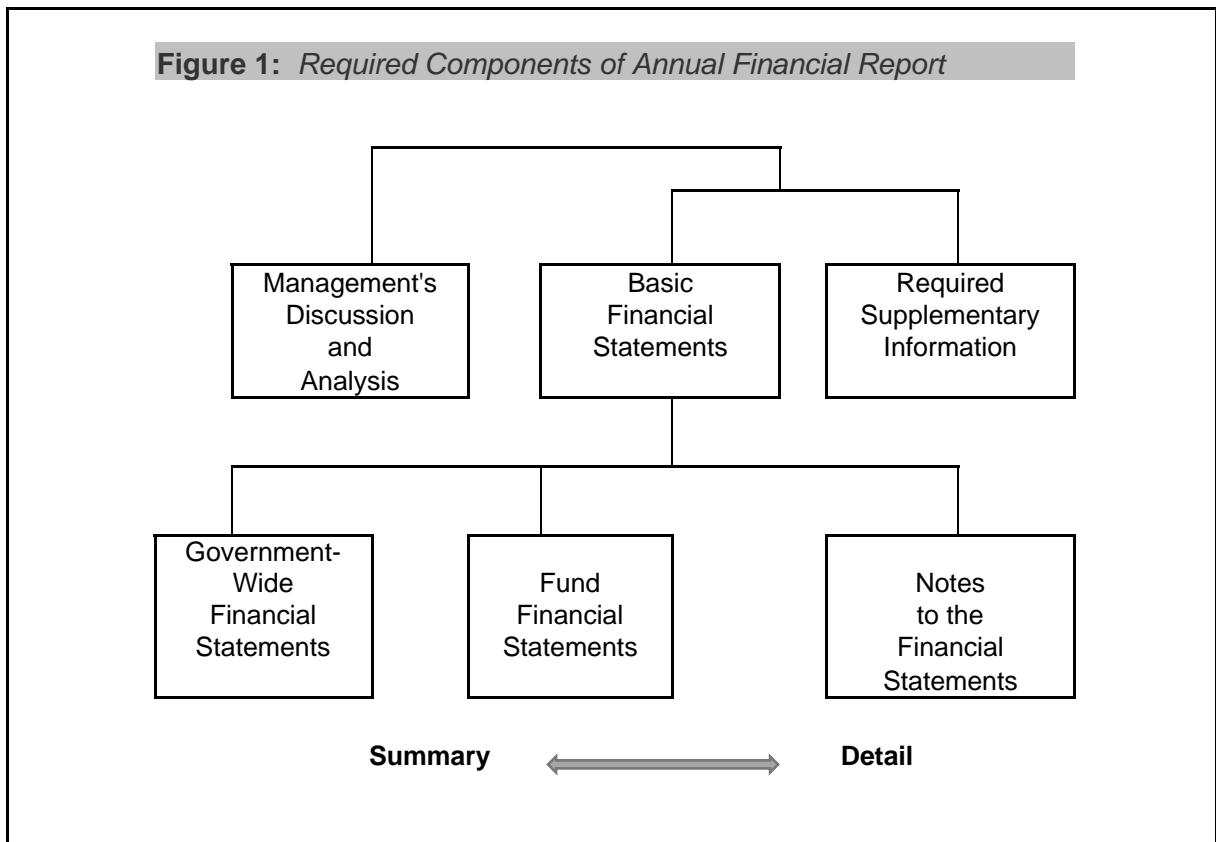 Figure 1: Required Components of Annual Financial Report
Management's
Discussion
and
Analysis
Basic
Financial
Statements
Required
Supplementary
Information
Government-
Wide
Financial
Statements
Fund
Financial
Statements
Notes
to the
Financial
Statements
Summary
Detail